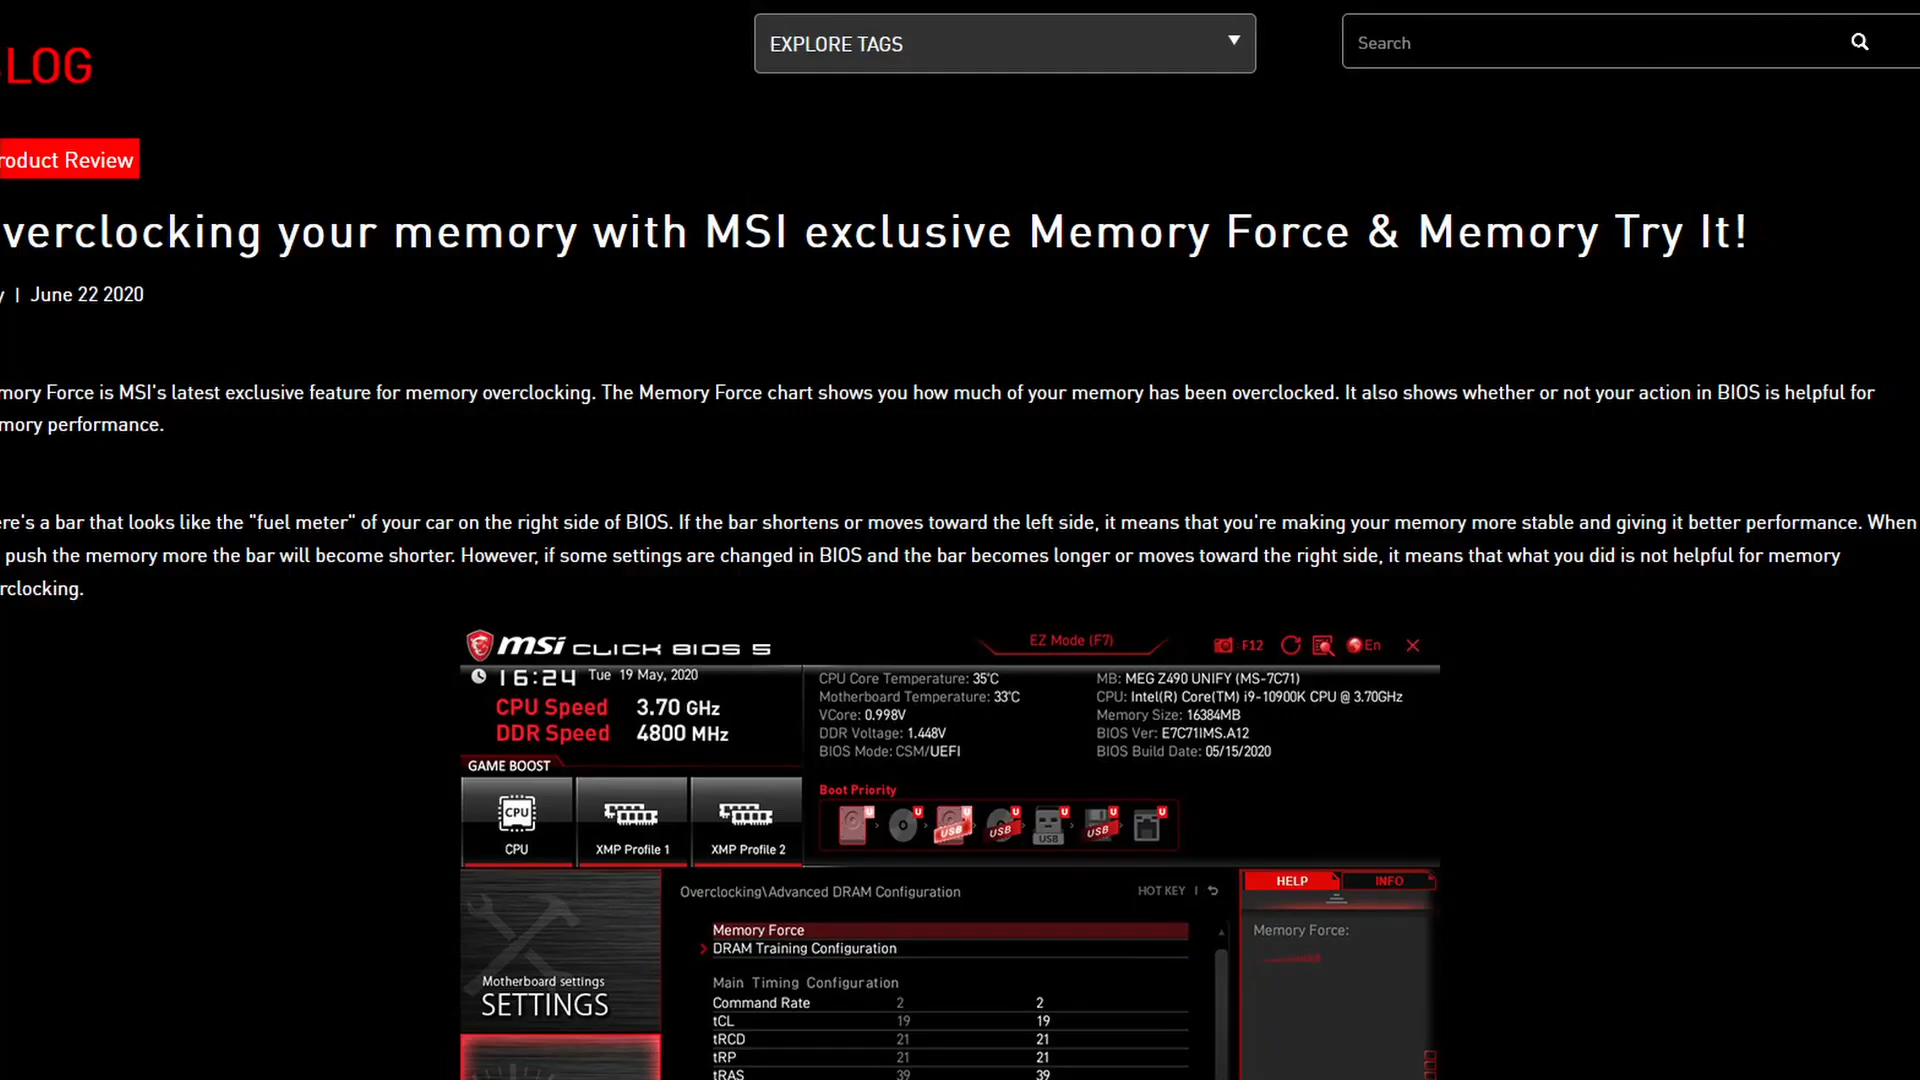 LOG
EXPLORE TAGS
Search
roduct Review
verclocking your memory with MSI exclusive Memory Force & Memory Try It!
y | June 22 2020
mory Force is MSI's latest exclusive feature for memory overclocking. The Memory Force chart shows you how much of your memory has been overclocked. It also shows whether or not your action in BIOS is helpful for
mory performance.
ere's a bar that looks like the "fuel meter" of your car on the right side of BIOS. If the bar shortens or moves toward the left side, it means that you're making your memory more stable and giving it better performance. When
push the memory more the bar will become shorter. However, if some settings are changed in BIOS and the bar becomes longer or moves toward the right side, it means that what you did is not helpful for memory
rclocking.
msi CLICK BIOS 5
EZ Mode (F7)
F12
En
16:24 Tue 19 May, 2020
CPU Speed 3.70 GHz
DDR Speed 4800 MHz
CPU Core Temperature: 35°C
Motherboard Temperature: 33°C
VCore: 0.998V
DDR Voltage: 1.448V
BIOS Mode: CSM/UEFI
MB: MEG Z490 UNIFY (MS-7C71)
CPU: Intel(R) Core(TM) i9-10900K CPU @ 3.70GHz
Memory Size: 16384MB
BIOS Ver: E7C71IMS.A12
BIOS Build Date: 05/15/2020
GAME BOOST
CPU
CPU
XMP Profile 1
XMP Profile 2
Boot Priority
U U U U U U U
USB USB USB USB
Motherboard settings
SETTINGS
Overclocking\Advanced DRAM Configuration
HOT KEY |
Memory Force
DRAM Training Configuration
Main Timing Configuration
Command Rate 2 2
tCL 19 19
tRCD 21 21
tRP 21 21
tRAS 39 39
HELP
INFO
Memory Force: